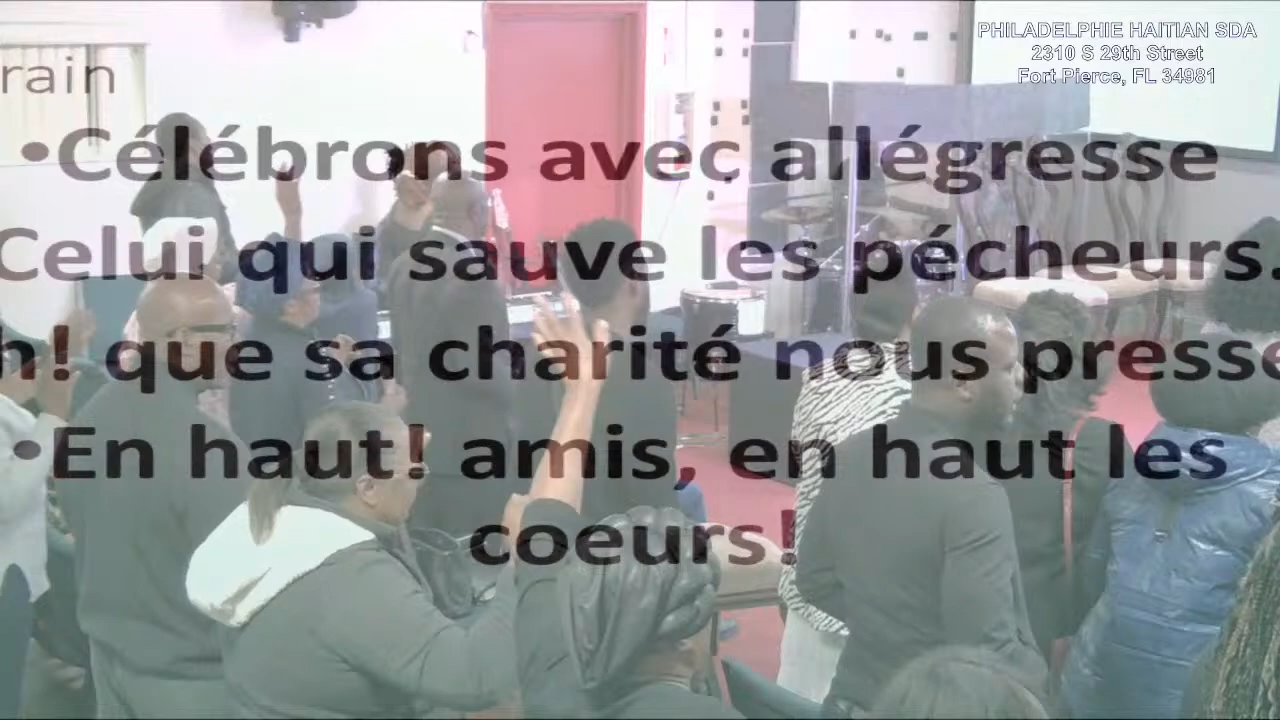 PHILADELPHIE HAITIAN SDA
2310 S 29th Street
Fort Pierce, FL 34981
rain
•Célébrons avec allégresse
Celui qui sauve les pécheurs.
h! que sa charité nous presse
•En haut! amis, en haut les
coeurs!